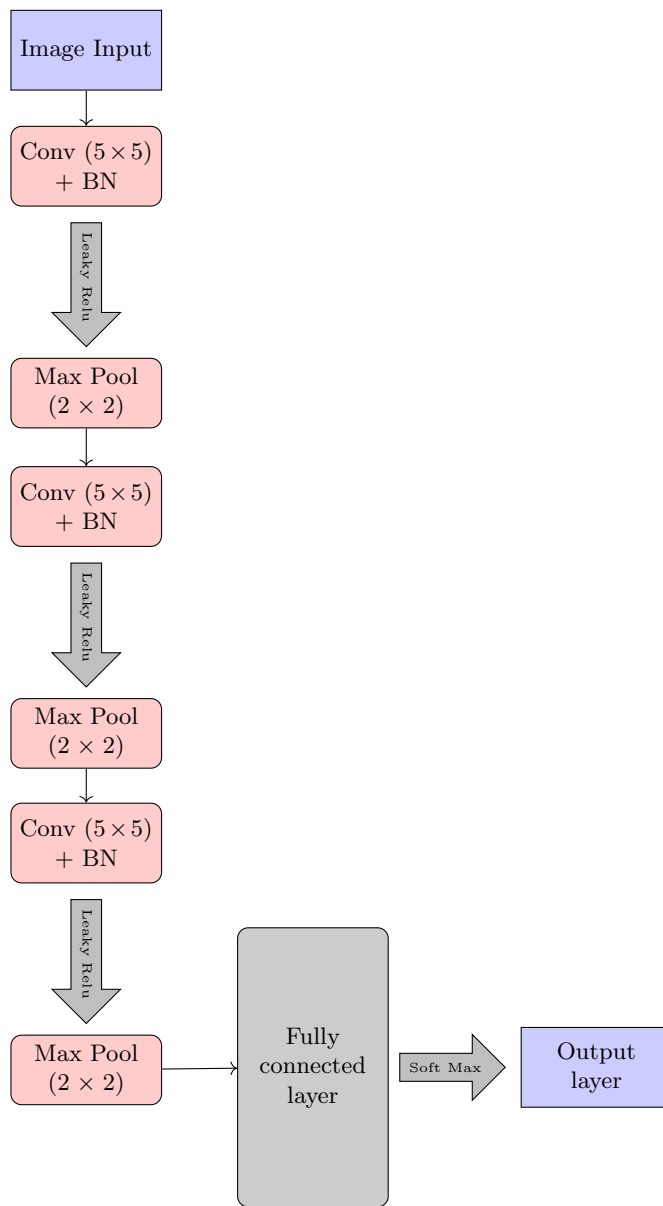 Image Input
Conv (5×5)
+ BN
Leaky Relu
Max Pool
(2 × 2)
Conv (5×5)
+ BN
Leaky Relu
Max Pool
(2 × 2)
Conv (5×5)
+ BN
Leaky Relu
Max Pool
(2 × 2)
Fully
connected
layer
Soft Max
Output
layer